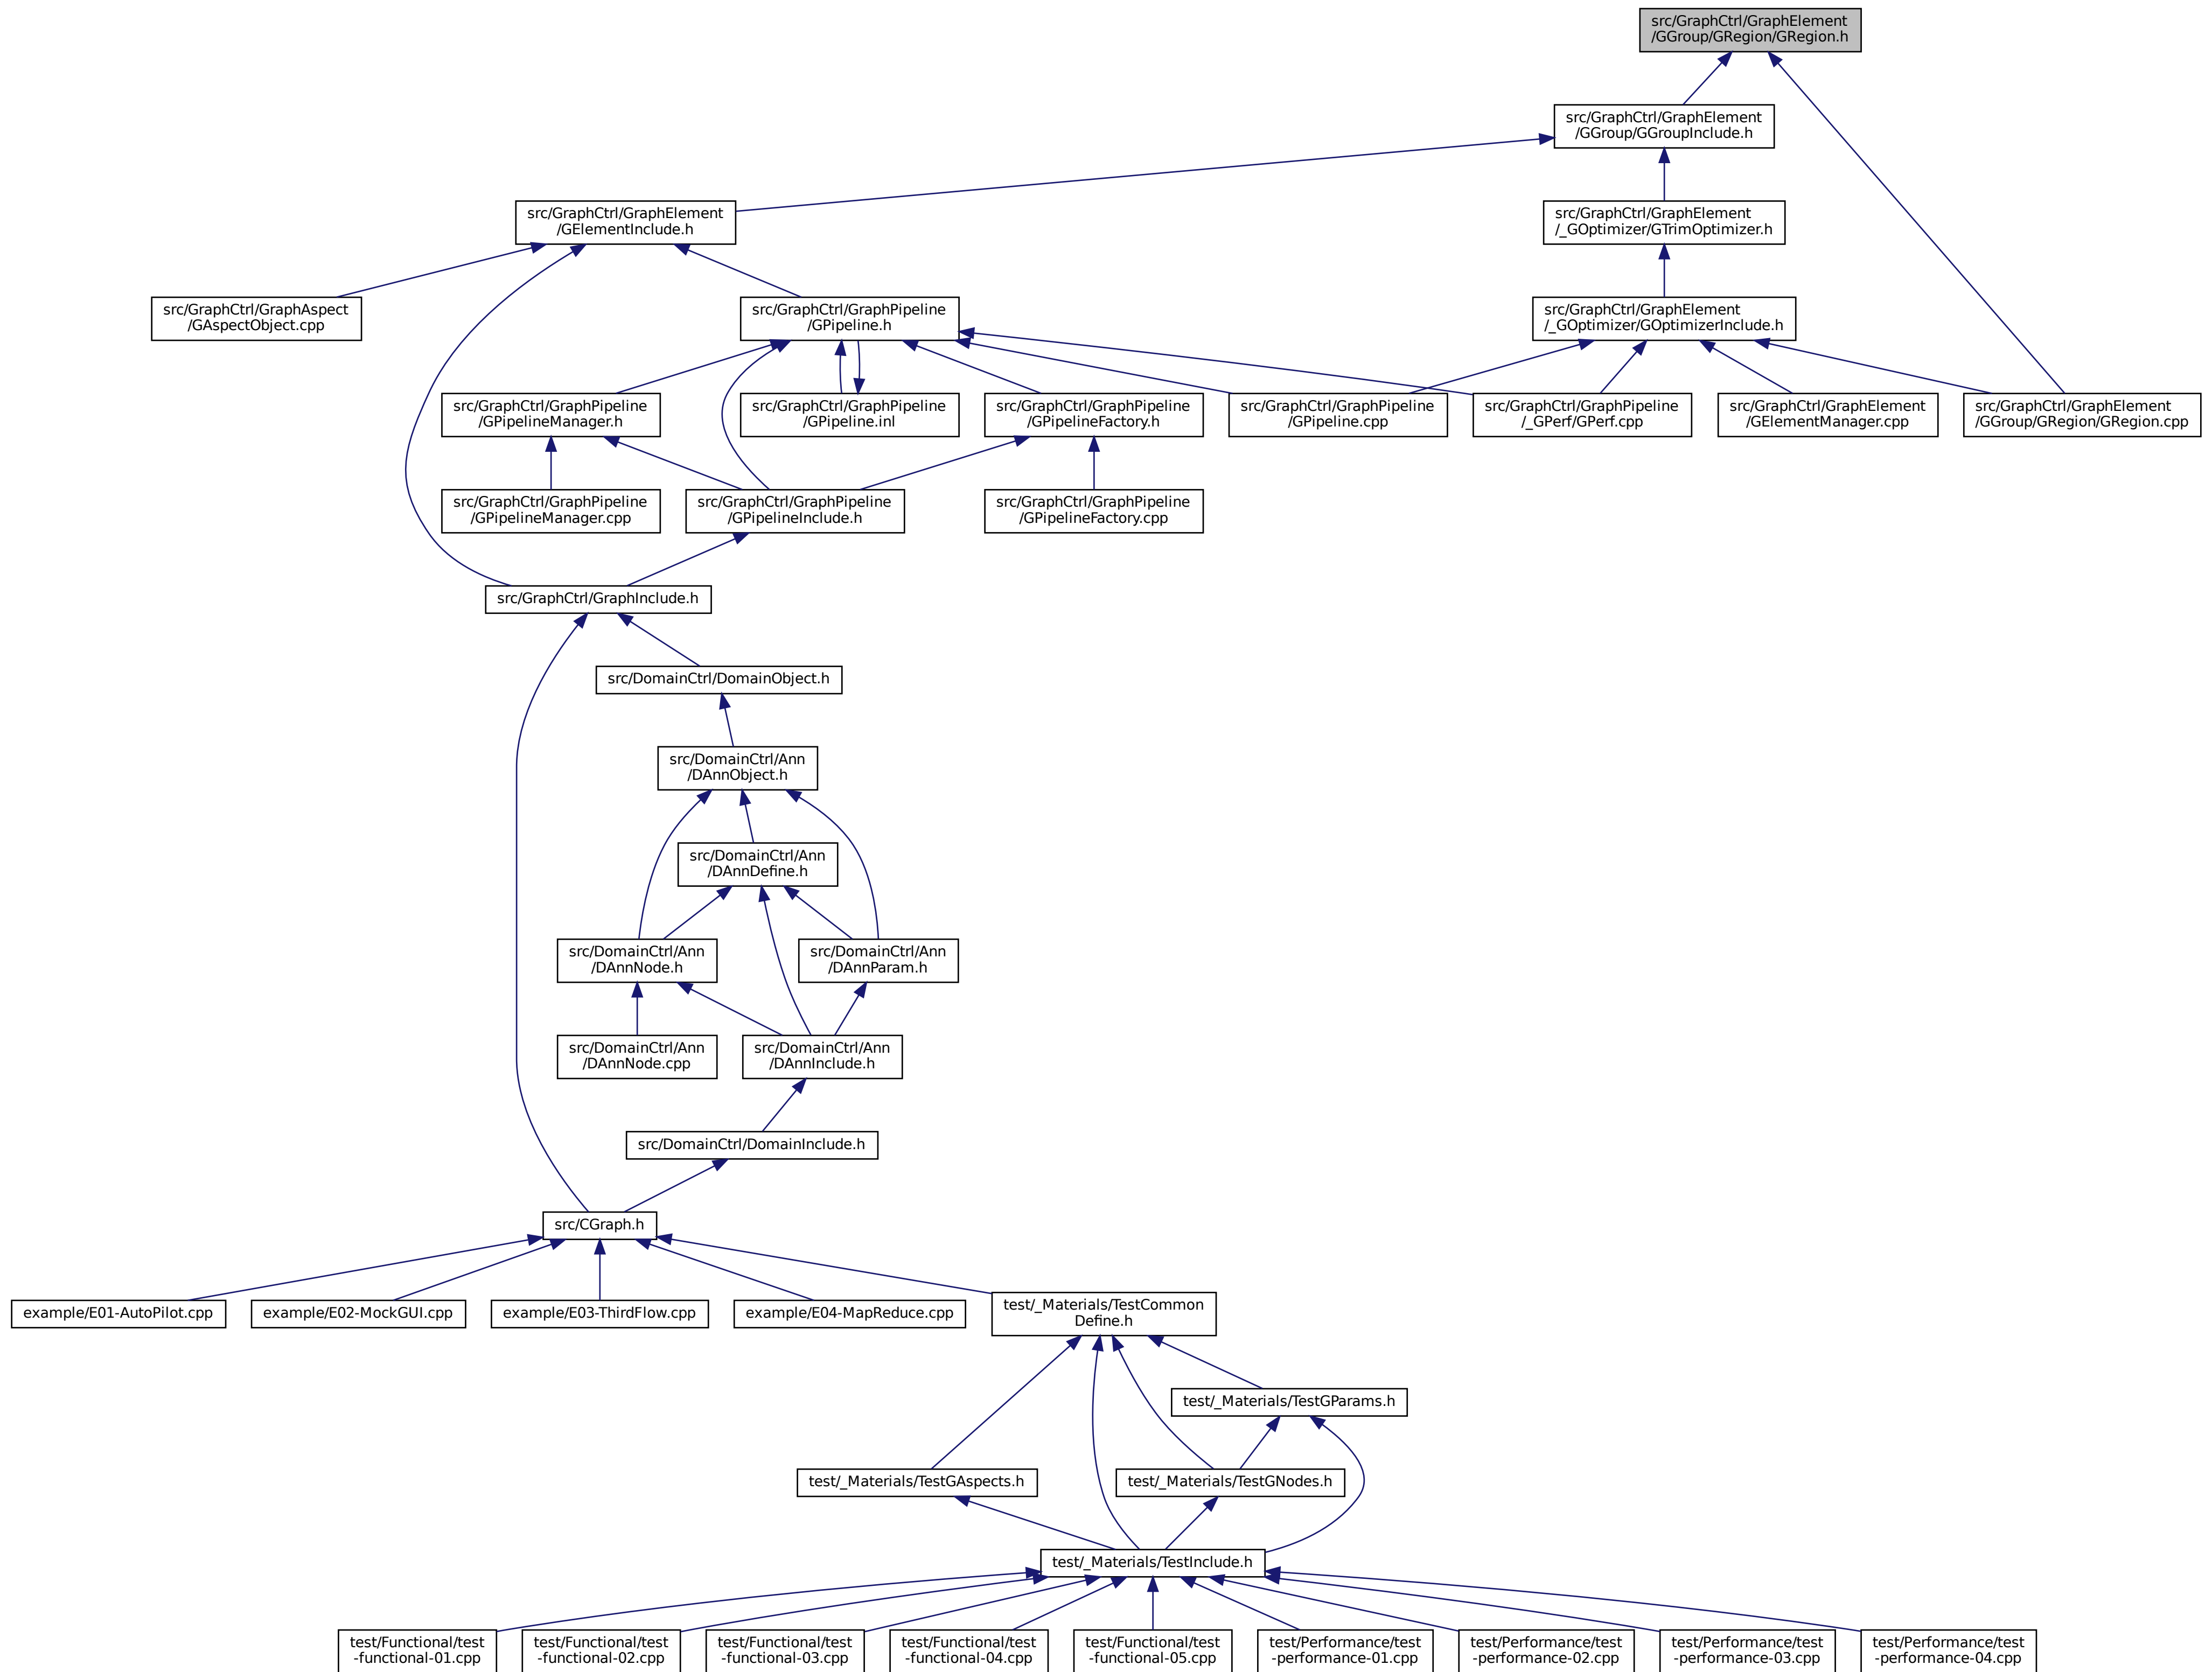 src/GraphCtrl/GraphElement
/GGroup/GRegion/GRegion.h
src/GraphCtrl/GraphElement
/GGroup/GGroupInclude.h
src/GraphCtrl/GraphElement
/GElementInclude.h
src/GraphCtrl/GraphElement
/_GOptimizer/GTrimOptimizer.h
src/GraphCtrl/GraphAspect
/GAspectObject.cpp
src/GraphCtrl/GraphPipeline
/GPipeline.h
src/GraphCtrl/GraphElement
/_GOptimizer/GOptimizerInclude.h
src/GraphCtrl/GraphPipeline
/GPipelineManager.h
src/GraphCtrl/GraphPipeline
/GPipeline.inl
src/GraphCtrl/GraphPipeline
/GPipelineFactory.h
src/GraphCtrl/GraphPipeline
/GPipeline.cpp
src/GraphCtrl/GraphPipeline
/_GPerf/GPerf.cpp
src/GraphCtrl/GraphElement
/GElementManager.cpp
src/GraphCtrl/GraphElement
/GGroup/GRegion/GRegion.cpp
src/GraphCtrl/GraphPipeline
/GPipelineManager.cpp
src/GraphCtrl/GraphPipeline
/GPipelineInclude.h
src/GraphCtrl/GraphPipeline
/GPipelineFactory.cpp
src/GraphCtrl/GraphInclude.h
src/DomainCtrl/DomainObject.h
src/DomainCtrl/Ann
/DAnnObject.h
src/DomainCtrl/Ann
/DAnnDefine.h
src/DomainCtrl/Ann
/DAnnNode.h
src/DomainCtrl/Ann
/DAnnParam.h
src/DomainCtrl/Ann
/DAnnNode.cpp
src/DomainCtrl/Ann
/DAnnInclude.h
src/DomainCtrl/DomainInclude.h
src/CGraph.h
example/E01-AutoPilot.cpp
example/E02-MockGUI.cpp
example/E03-ThirdFlow.cpp
example/E04-MapReduce.cpp
test/_Materials/TestCommon
Define.h
test/_Materials/TestGParams.h
test/_Materials/TestGAspects.h
test/_Materials/TestGNodes.h
test/_Materials/TestInclude.h
test/Functional/test
-functional-01.cpp
test/Functional/test
-functional-02.cpp
test/Functional/test
-functional-03.cpp
test/Functional/test
-functional-04.cpp
test/Functional/test
-functional-05.cpp
test/Performance/test
-performance-01.cpp
test/Performance/test
-performance-02.cpp
test/Performance/test
-performance-03.cpp
test/Performance/test
-performance-04.cpp